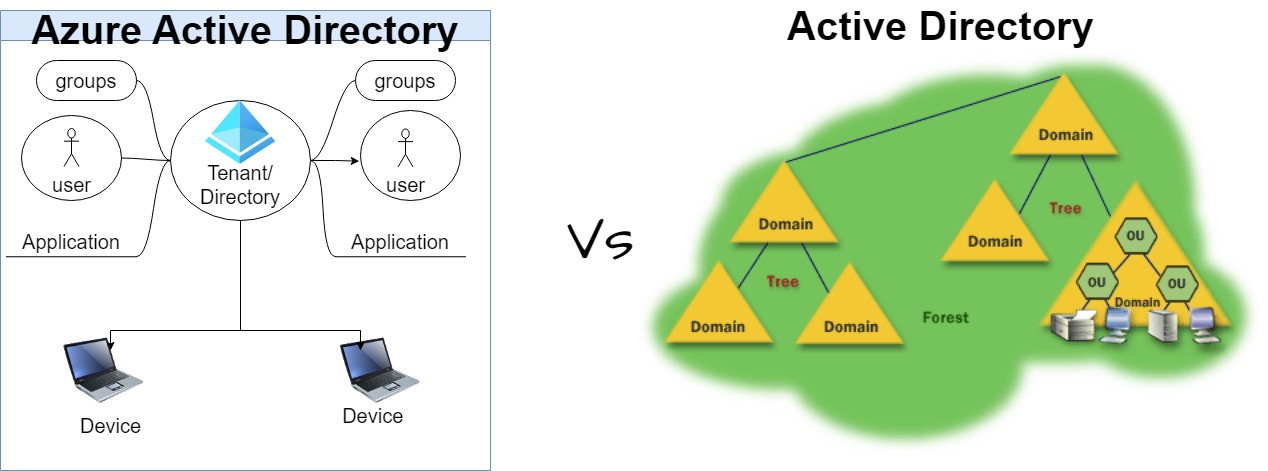 Azure Active Directory
groups
groups
user
Tenant/
Directory
user
Application
Application
Device
Device
Vs
Active Directory
Domain
Domain
Tree
Domain
Tree
Domain
Domain
Domain
OU
OU
OU
Domain
Forest